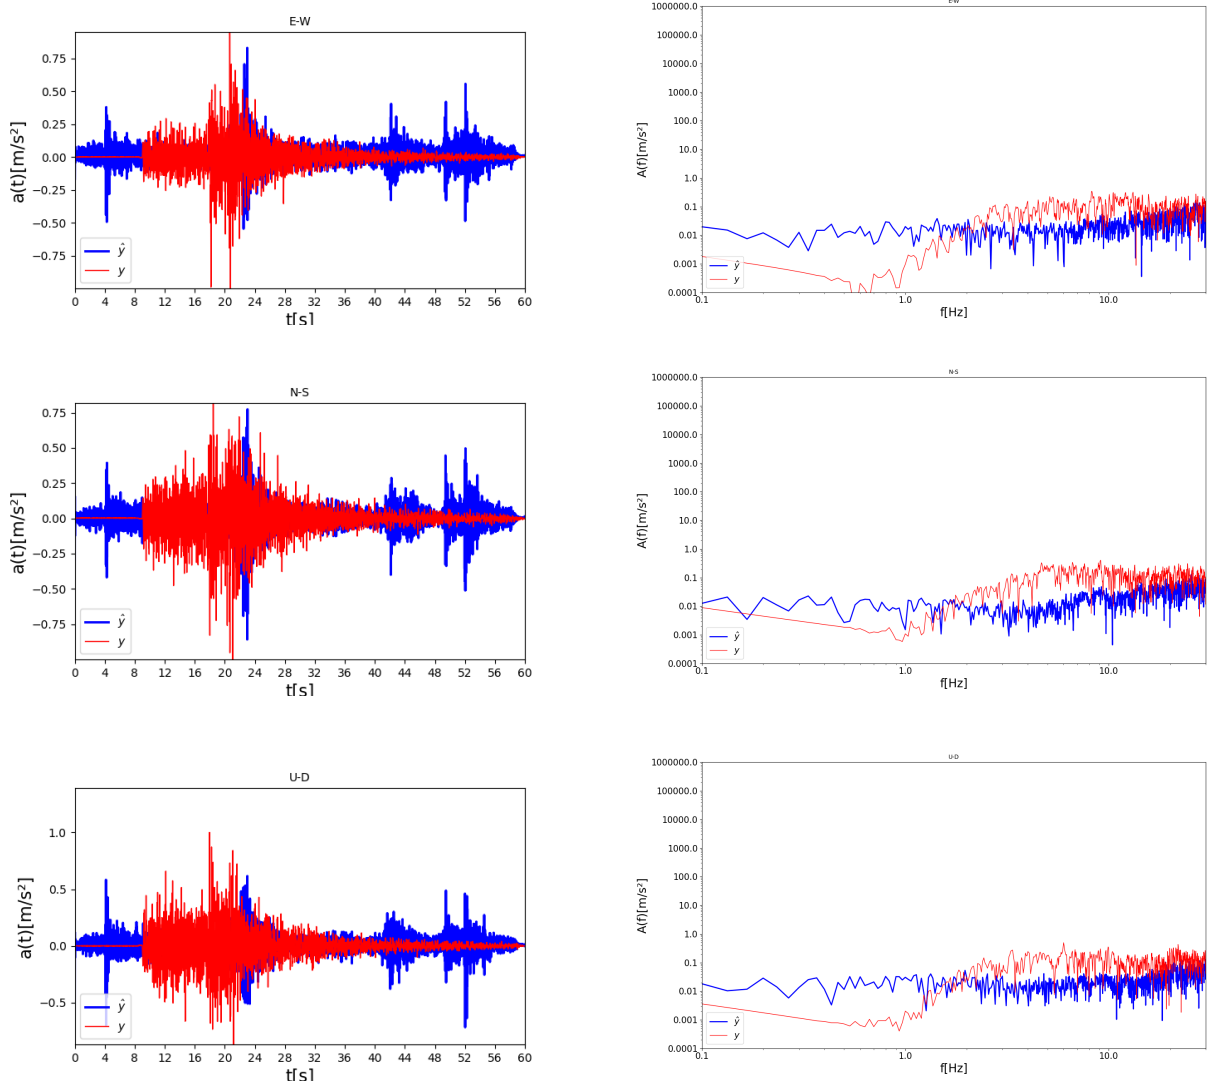 E-W
0.75
0.50
0.25
0.00
−0.25
−0.50
−0.75
a(t)[m/s²]
ŷ
y
0 4 8 12 16 20 24 28 32 36 40 44 48 52 56 60
t[s]
E-W
1000000.0
100000.0
10000.0
1000.0
100.0
10.0
1.0
0.1
0.01
0.001
0.0001
A(f)[m/s²]
ŷ
y
0.1 1.0 10.0
f[Hz]
N-S
0.75
0.50
0.25
0.00
−0.25
−0.50
−0.75
a(t)[m/s²]
ŷ
y
0 4 8 12 16 20 24 28 32 36 40 44 48 52 56 60
t[s]
N-S
1000000.0
100000.0
10000.0
1000.0
100.0
10.0
1.0
0.1
0.01
0.001
0.0001
A(f)[m/s²]
ŷ
y
0.1 1.0 10.0
f[Hz]
U-D
1.0
0.5
0.0
−0.5
a(t)[m/s²]
ŷ
y
0 4 8 12 16 20 24 28 32 36 40 44 48 52 56 60
t[s]
U-D
1000000.0
100000.0
10000.0
1000.0
100.0
10.0
1.0
0.1
0.01
0.001
0.0001
A(f)[m/s²]
ŷ
y
0.1 1.0 10.0
f[Hz]